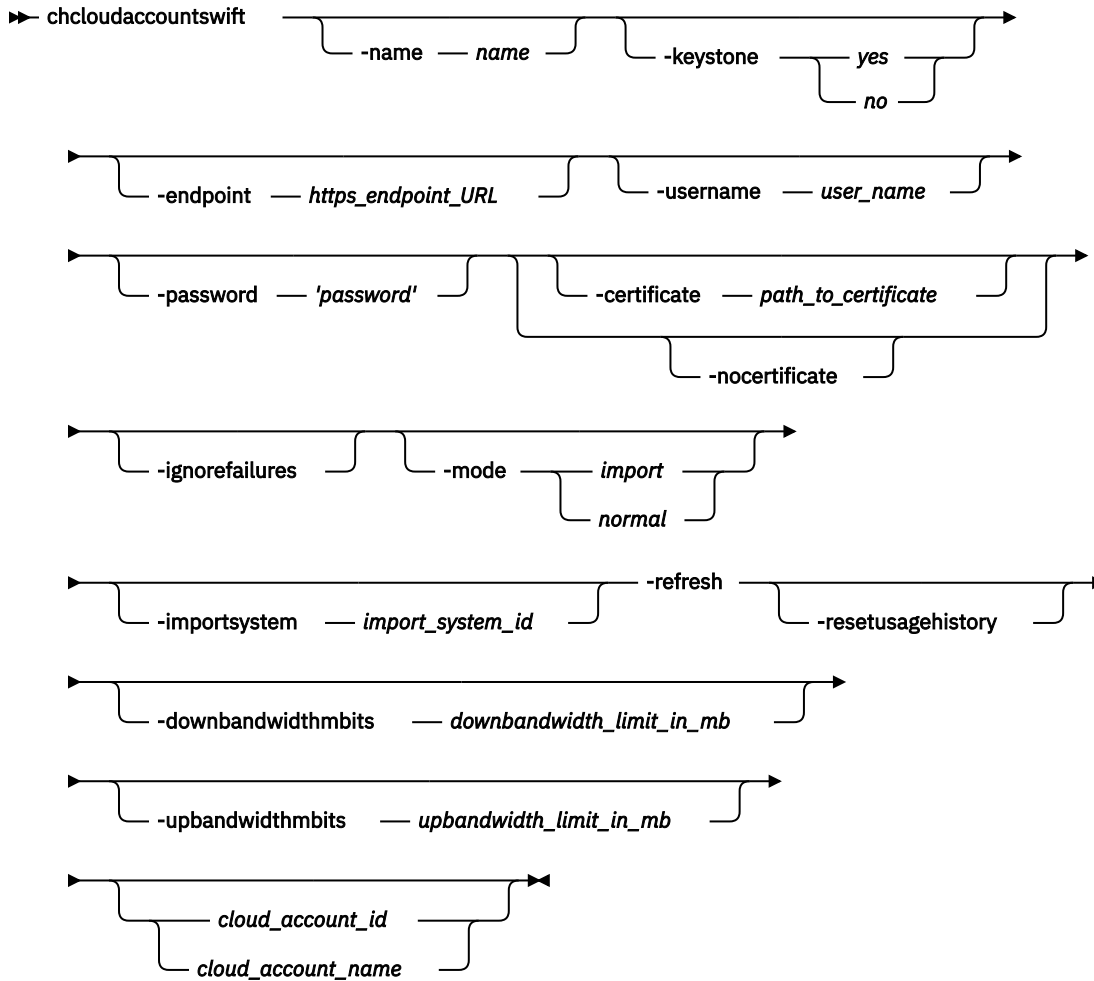 chcloudaccountswift
-name name -keystone yes
no
-endpoint https_endpoint_URL -username user_name
-password 'password' -certificate path_to_certificate
-nocertificate
-ignorefailures -mode import
normal
-refresh
-importsystem import_system_id -resetusagehistory
-downbandwidthmbits downbandwidth_limit_in_mb
-upbandwidthmbits upbandwidth_limit_in_mb
cloud_account_id
cloud_account_name